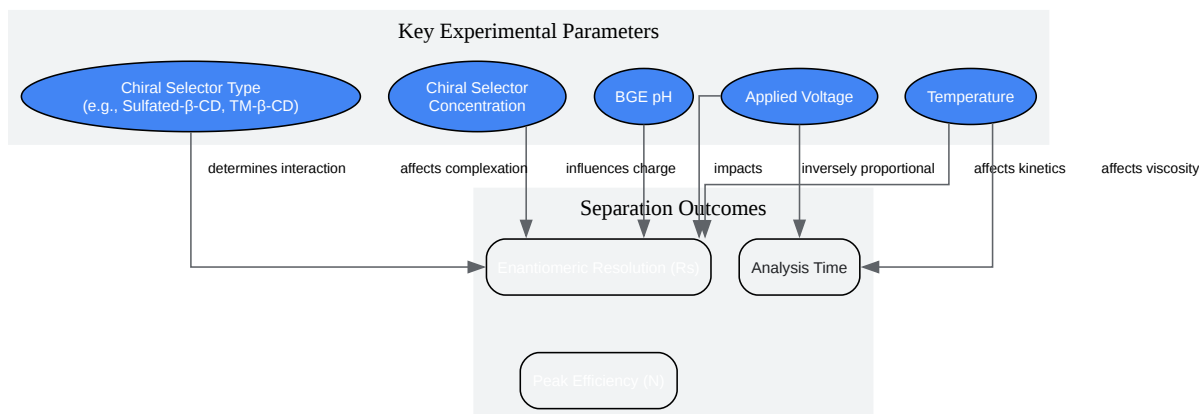 Key Experimental Parameters
Chiral Selector Type
(e.g., Sulfated-β-CD, TM-β-CD)
Chiral Selector
Concentration
BGE pH
Applied Voltage
Temperature
determines interaction
affects complexation
influences charge
impacts
inversely proportional
affects kinetics
affects viscosity
Separation Outcomes
Enantiomeric Resolution (Rs)
Analysis Time
Peak Efficiency (N)